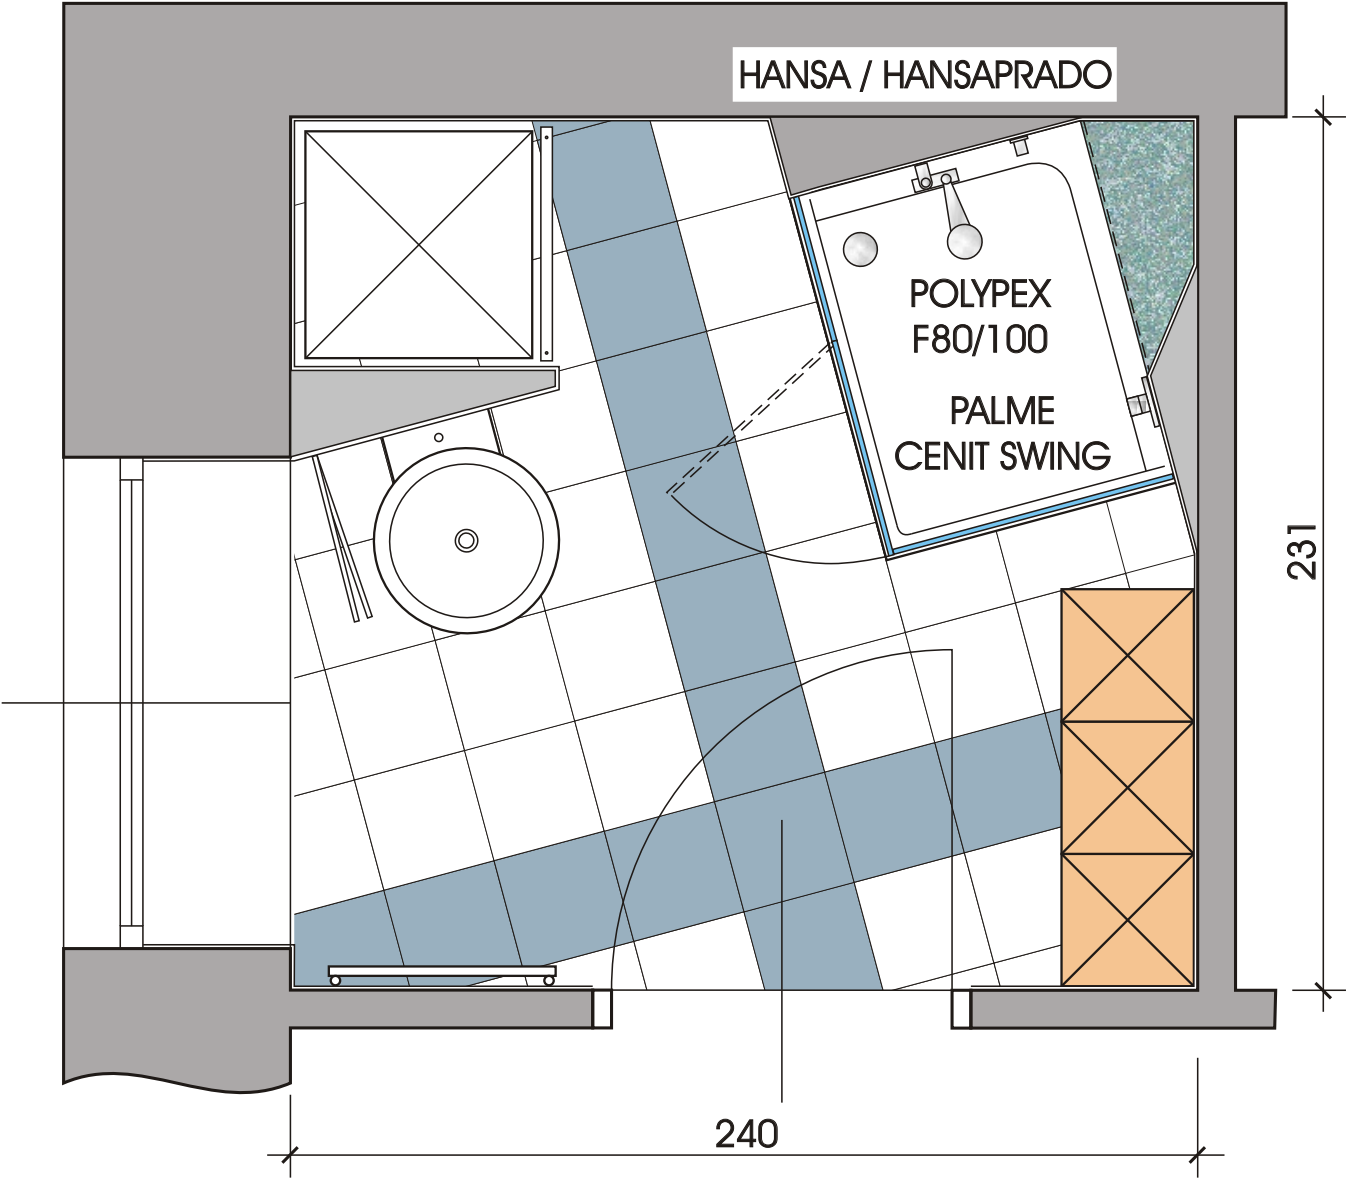 HANSA / HANSAPRADO
POLYPEX
F80/100
PALME
CENIT SWING
231
240